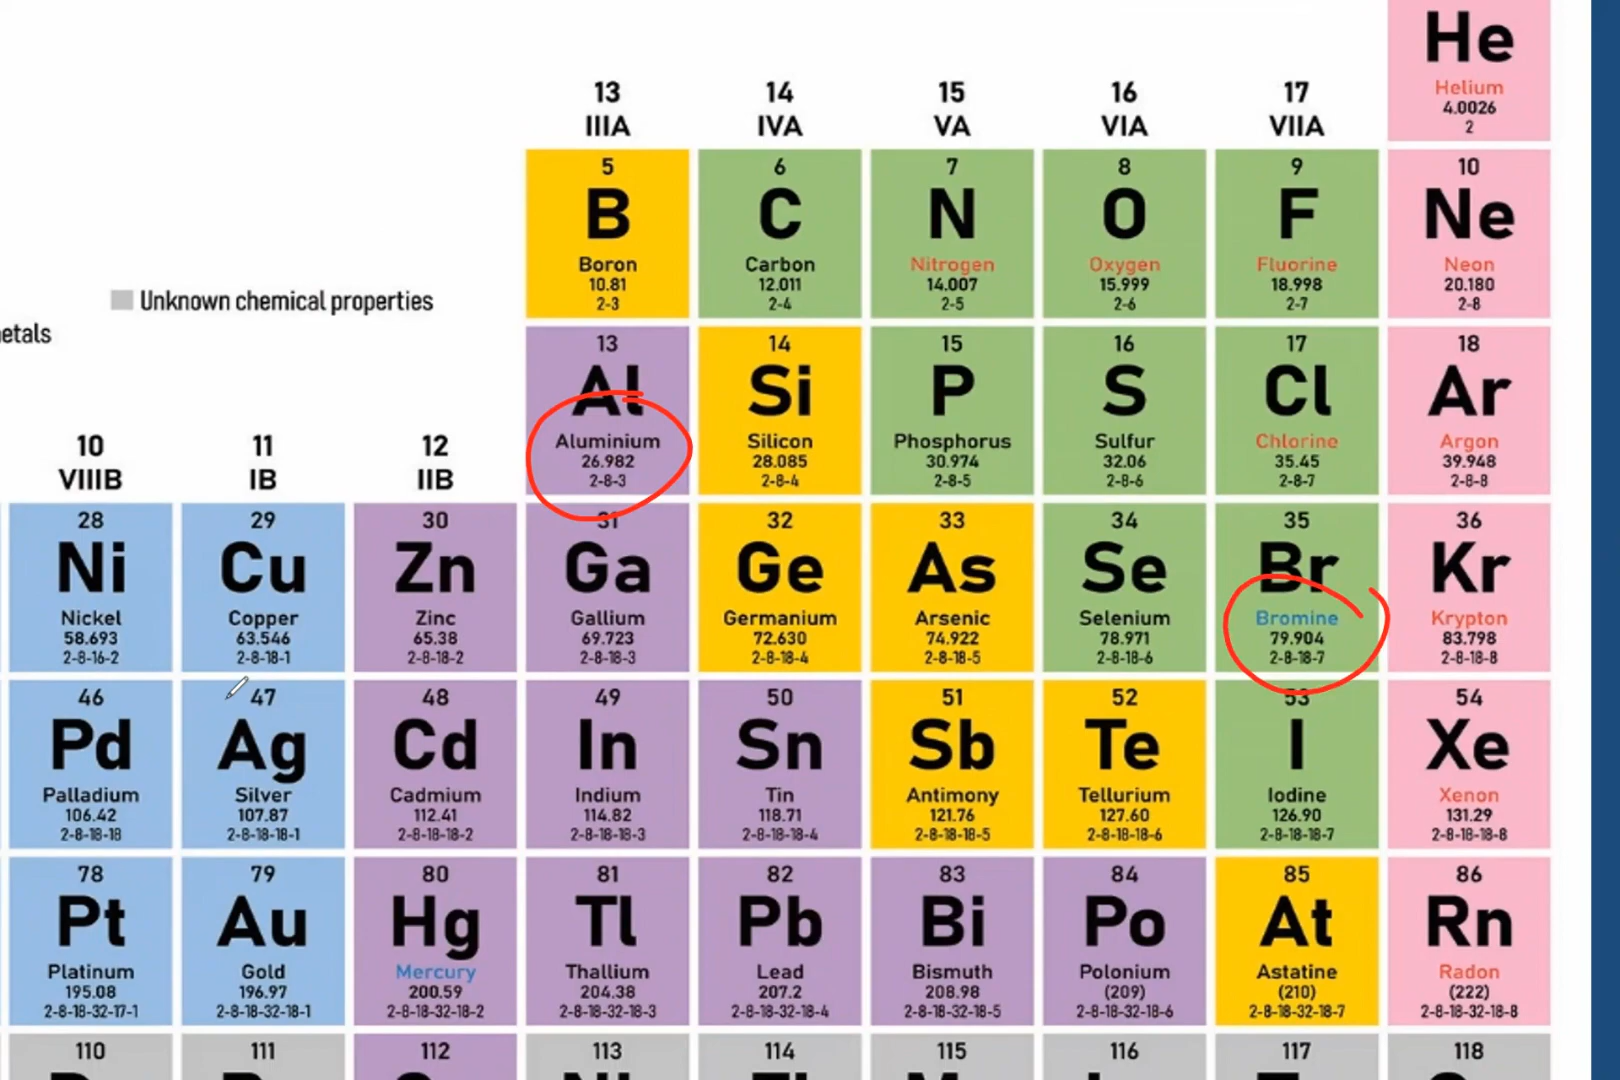 He
Helium
4.0026
2
13 14 15 16 17
IIIA IVA VA VIA VIIA
5 6 7 8 9 10
B C N O F Ne
Boron Carbon Nitrogen Oxygen Fluorine Neon
10.81 12.011 14.007 15.999 18.998 20.180
2-3 2-4 2-5 2-6 2-7 2-8
Unknown chemical properties
etals
13 14 15 16 17 18
Al Si P S Cl Ar
Aluminium Silicon Phosphorus Sulfur Chlorine Argon
26.982 28.085 30.974 32.06 35.45 39.948
2-8-3 2-8-4 2-8-5 2-8-6 2-8-7 2-8-8
10 11 12
VIIIB IB IIB
28 29 30 31 32 33 34 35 36
Ni Cu Zn Ga Ge As Se Br Kr
Nickel Copper Zinc Gallium Germanium Arsenic Selenium Bromine Krypton
58.693 63.546 65.38 69.723 72.630 74.922 78.971 79.904 83.798
2-8-16-2 2-8-18-1 2-8-18-2 2-8-18-3 2-8-18-4 2-8-18-5 2-8-18-6 2-8-18-7 2-8-18-8
46 47 48 49 50 51 52 53 54
Pd Ag Cd In Sn Sb Te I Xe
Palladium Silver Cadmium Indium Tin Antimony Tellurium Iodine Xenon
106.42 107.87 112.41 114.82 118.71 121.76 127.60 126.90 131.29
2-8-18-18 2-8-18-18-1 2-8-18-18-2 2-8-18-18-3 2-8-18-18-4 2-8-18-18-5 2-8-18-18-6 2-8-18-18-7 2-8-18-18-8
78 79 80 81 82 83 84 85 86
Pt Au Hg Tl Pb Bi Po At Rn
Platinum Gold Mercury Thallium Lead Bismuth Polonium Astatine Radon
195.08 196.97 200.59 204.38 207.2 208.98 (209) (210) (222)
2-8-18-32-17-1 2-8-18-32-18-1 2-8-18-32-18-2 2-8-18-32-18-3 2-8-18-32-18-4 2-8-18-32-18-5 2-8-18-32-18-6 2-8-18-32-18-7 2-8-18-32-18-8
110 111 112 113 114 115 116 117 118